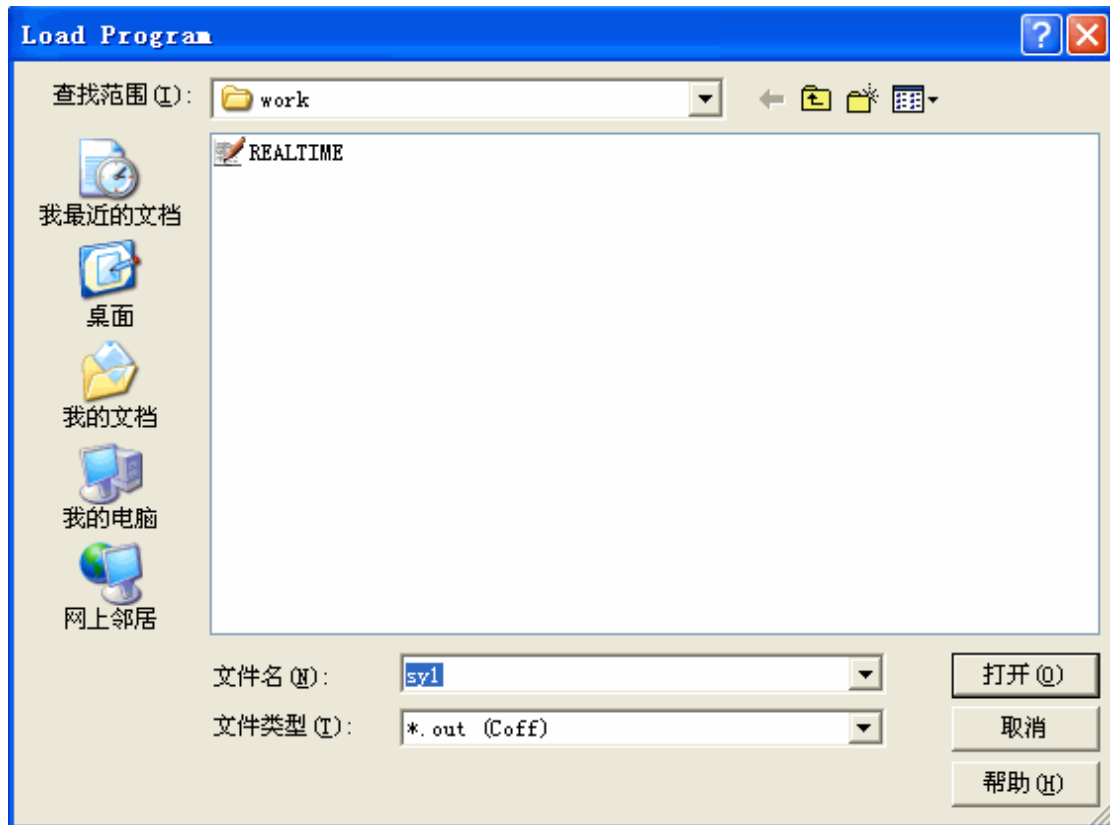 Load Program
查找范围(I):
work
REALTIME
我最近的文档
桌面
我的文档
我的电脑
网上邻居
文件名(N):
sy1
打开(O)
文件类型(T):
*.out (Coff)
取消
帮助(H)